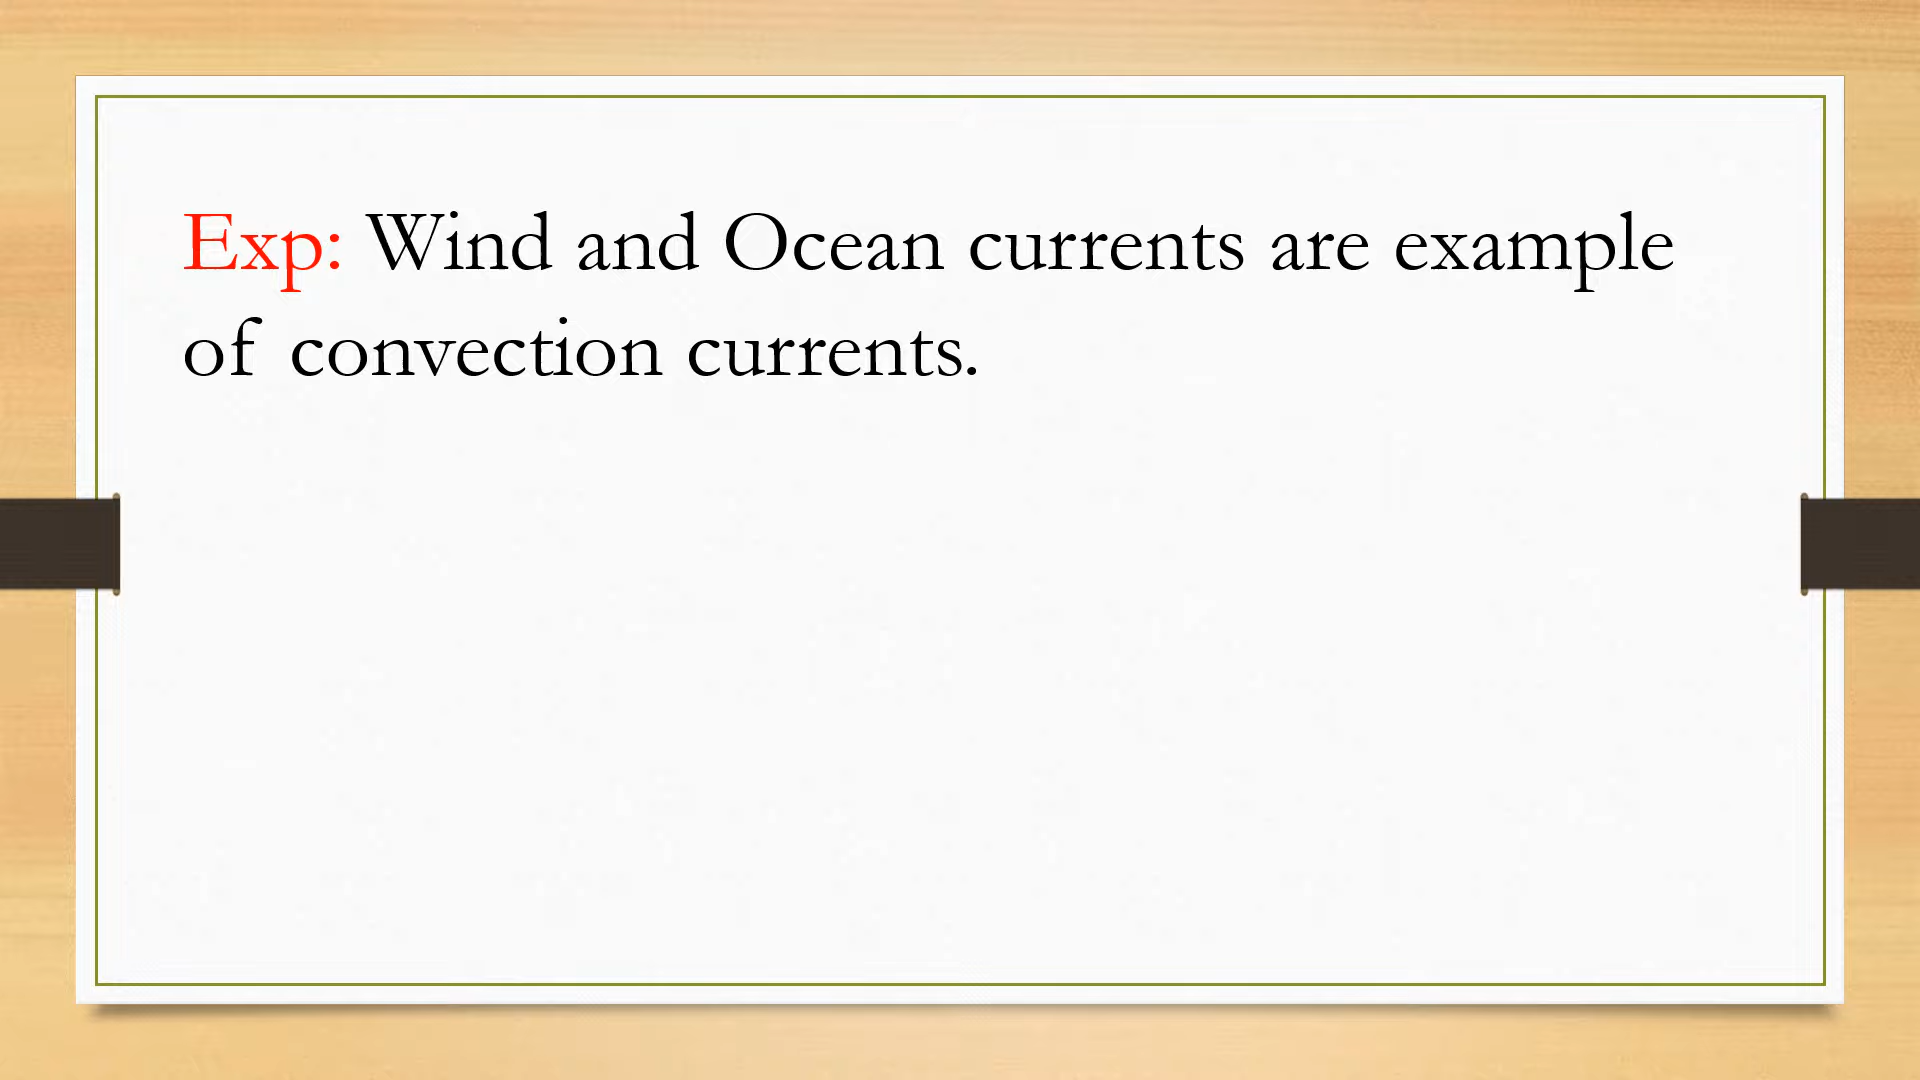 Exp: Wind and Ocean currents are example
of convection currents.